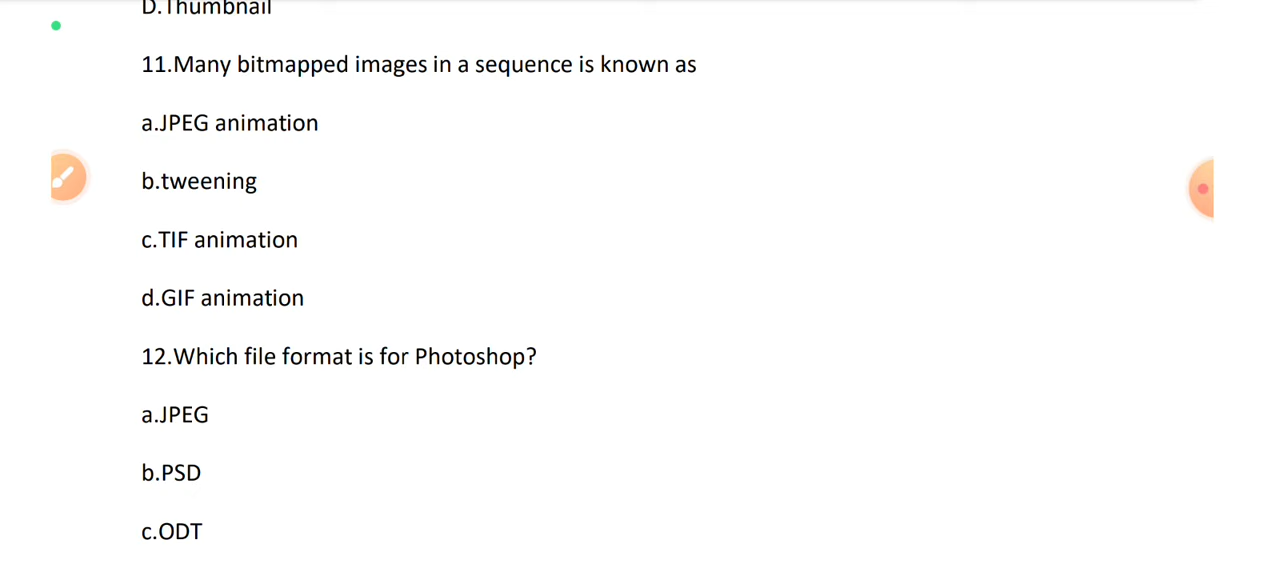 D.Thumbnail
11.Many bitmapped images in a sequence is known as
a.JPEG animation
b.tweening
c.TIF animation
d.GIF animation
12.Which file format is for Photoshop?
a.JPEG
b.PSD
c.ODT